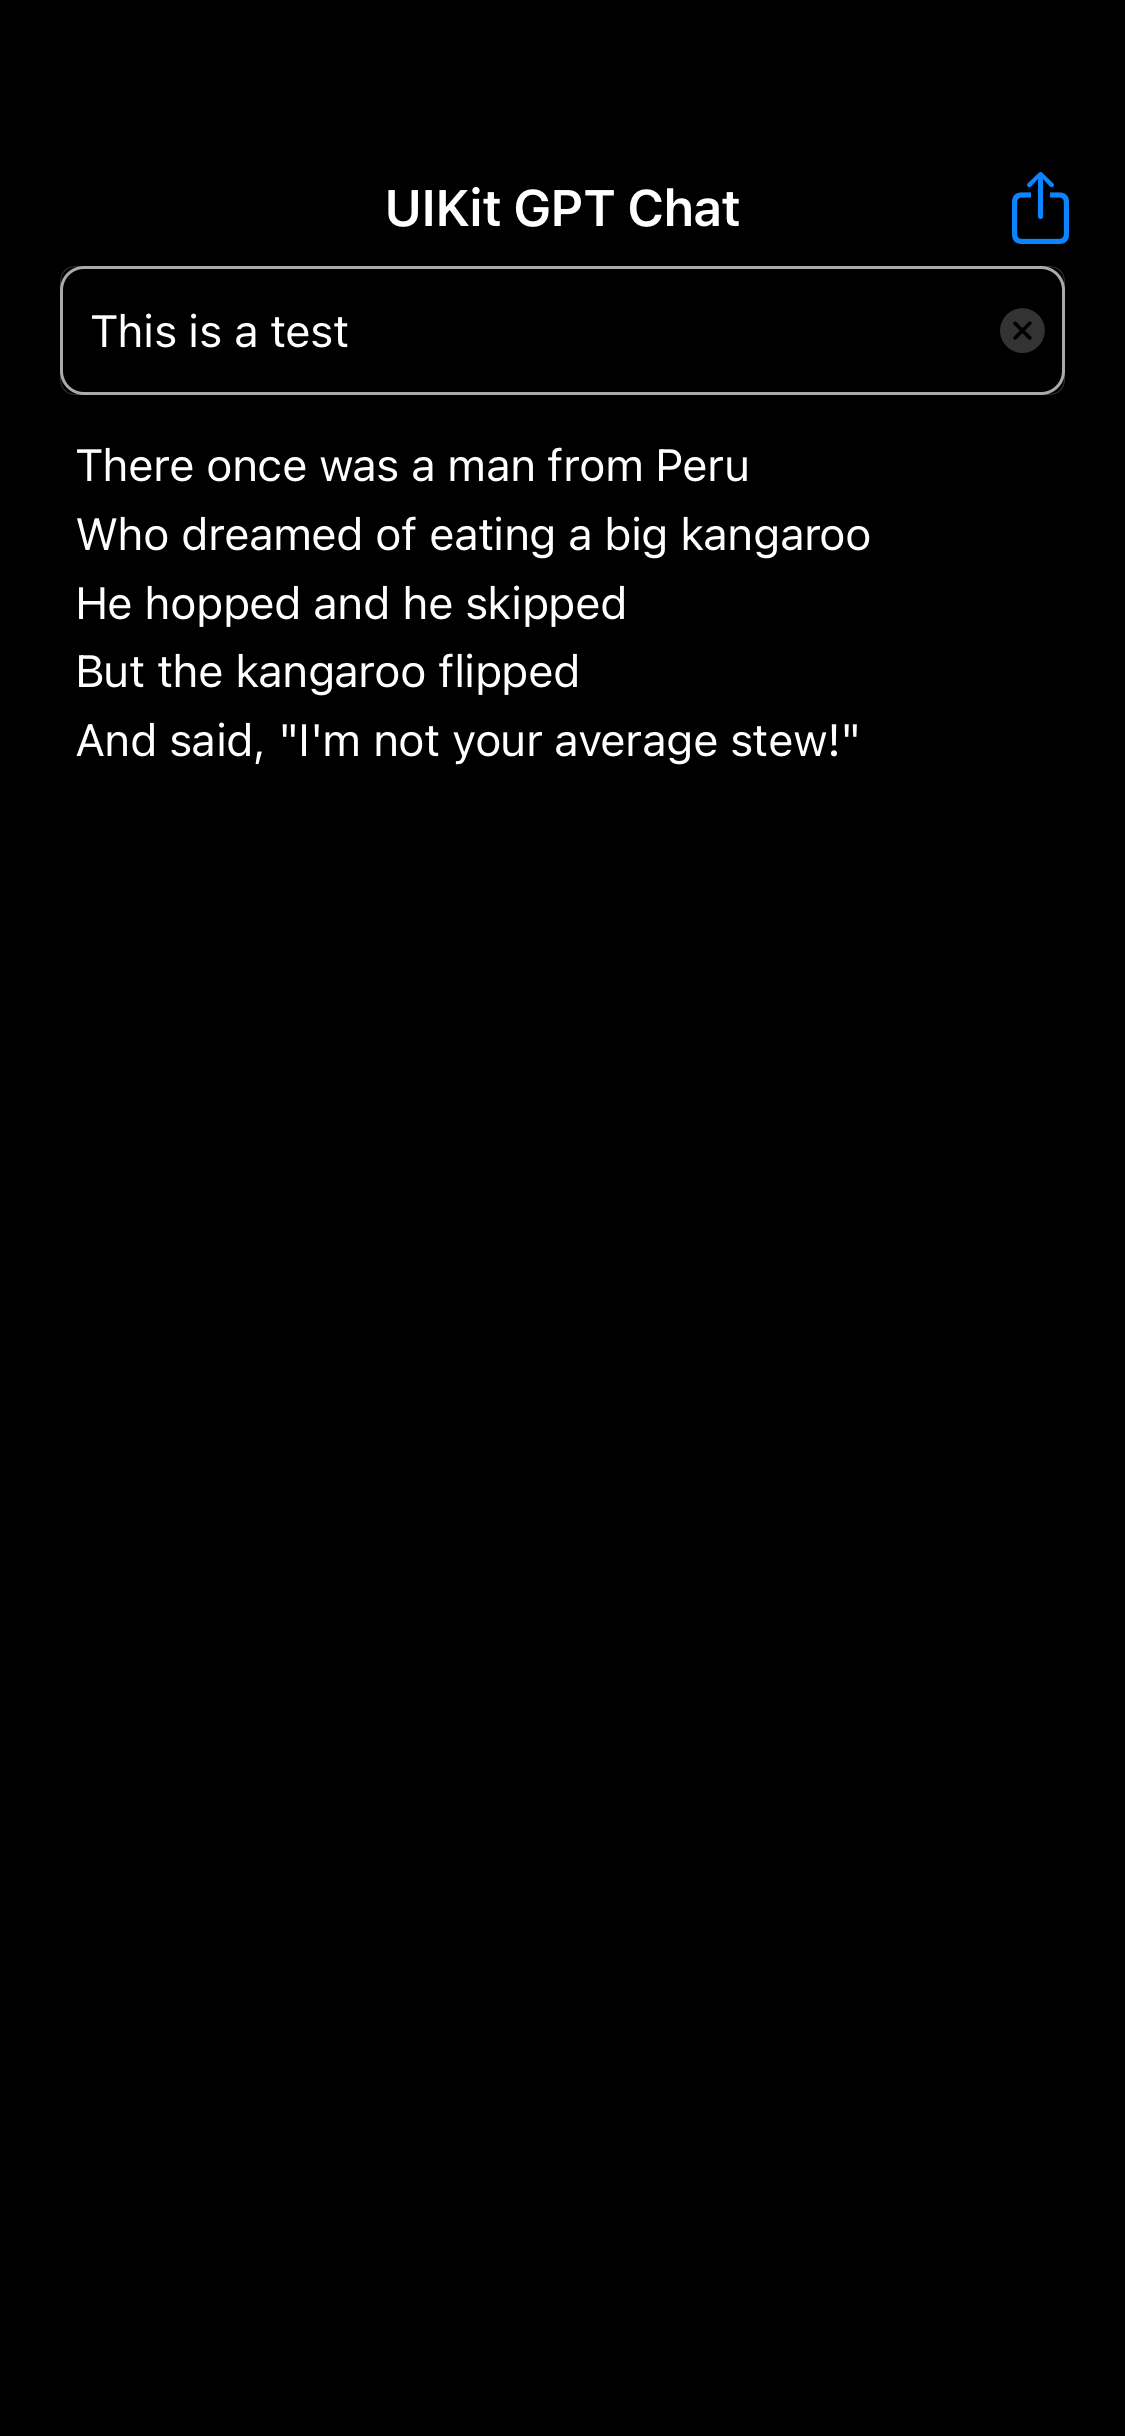 UIKit GPT Chat
This is a test
There once was a man from Peru
Who dreamed of eating a big kangaroo
He hopped and he skipped
But the kangaroo flipped
And said, "I'm not your average stew!"